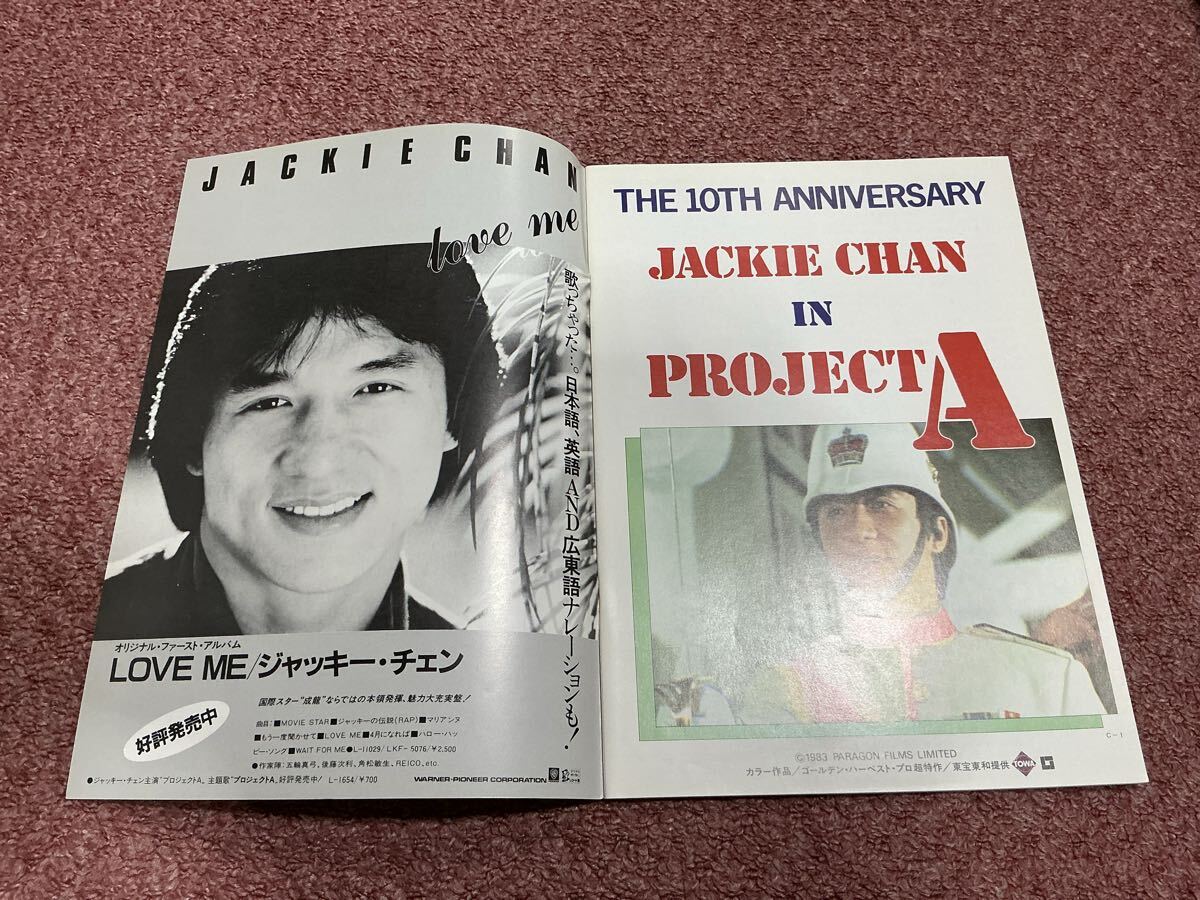 JACKIE CHAN
love me
歌っちゃった…。日本語、英語AND広東語ナレーションも!
オリジナル・ファースト・アルバム
LOVE ME/ジャッキー・チェン
好評発売中
国際スター“成龍”ならではの本領発揮、魅力大充実盤!
曲目:■MOVIE STAR■ジャッキーの伝説(RAP)■マリアンヌ
■もう一度聞かせて■LOVE ME■4月になれば■ハロー・ハッ
ピー・ソング■WAIT FOR ME●L-11029/LKF-5076/¥2,500
●作家陣:五輪真弓、後藤次利、角松敏生、REICO、etc.
●ジャッキー・チェン主演“プロジェクトA”主題歌“プロジェクトA”好評発売中! L-1654/¥700
WARNER-PIONEER CORPORATION
THE 10TH ANNIVERSARY
JACKIE CHAN
IN
PROJECT A
C-1
©1983 PARAGON FILMS LIMITED
カラー作品/ゴールデン・ハーベスト・プロ超特作/東宝東和提供
TOWA